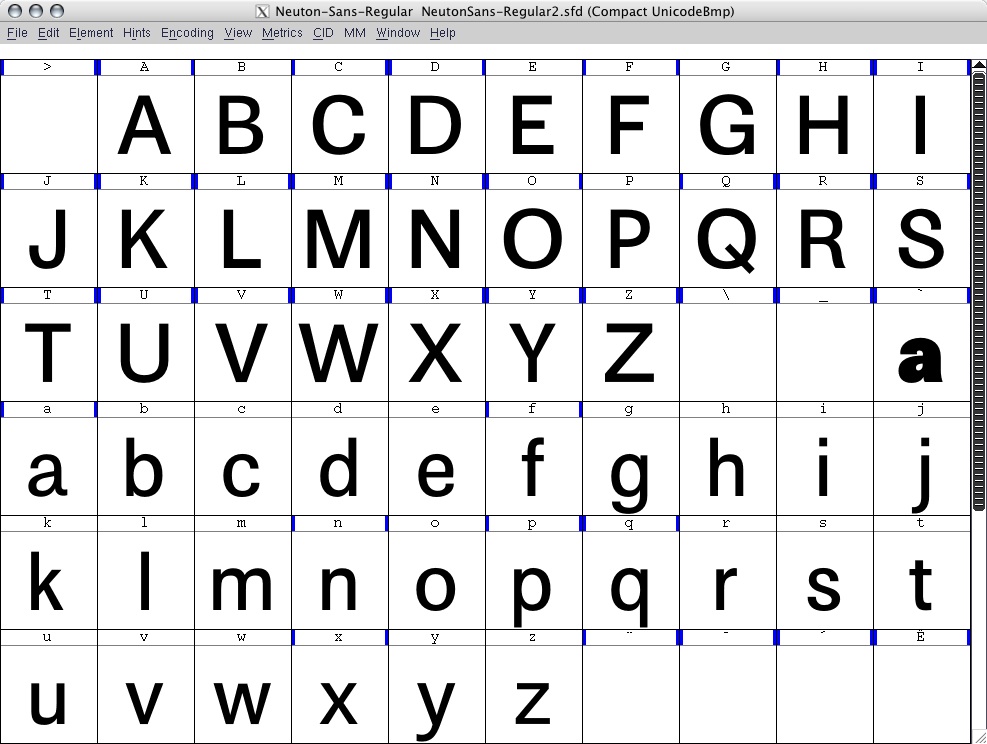 Neuton-Sans-Regular NeutonSans-Regular2.sfd (Compact UnicodeBmp)
File Edit Element Hints Encoding View Metrics CID MM Window Help
> A B C D E F G H I
A B C D E F G H I
J K L M N O P Q R S
J K L M N O P Q R S
T U V W X Y Z \ _ `
T U V W X Y Z a
a b c d e f g h i j
a b c d e f g h i j
k l m n o p q r s t
k l m n o p q r s t
u v w x y z ¨ ¯ ´ Ë
u v w x y z